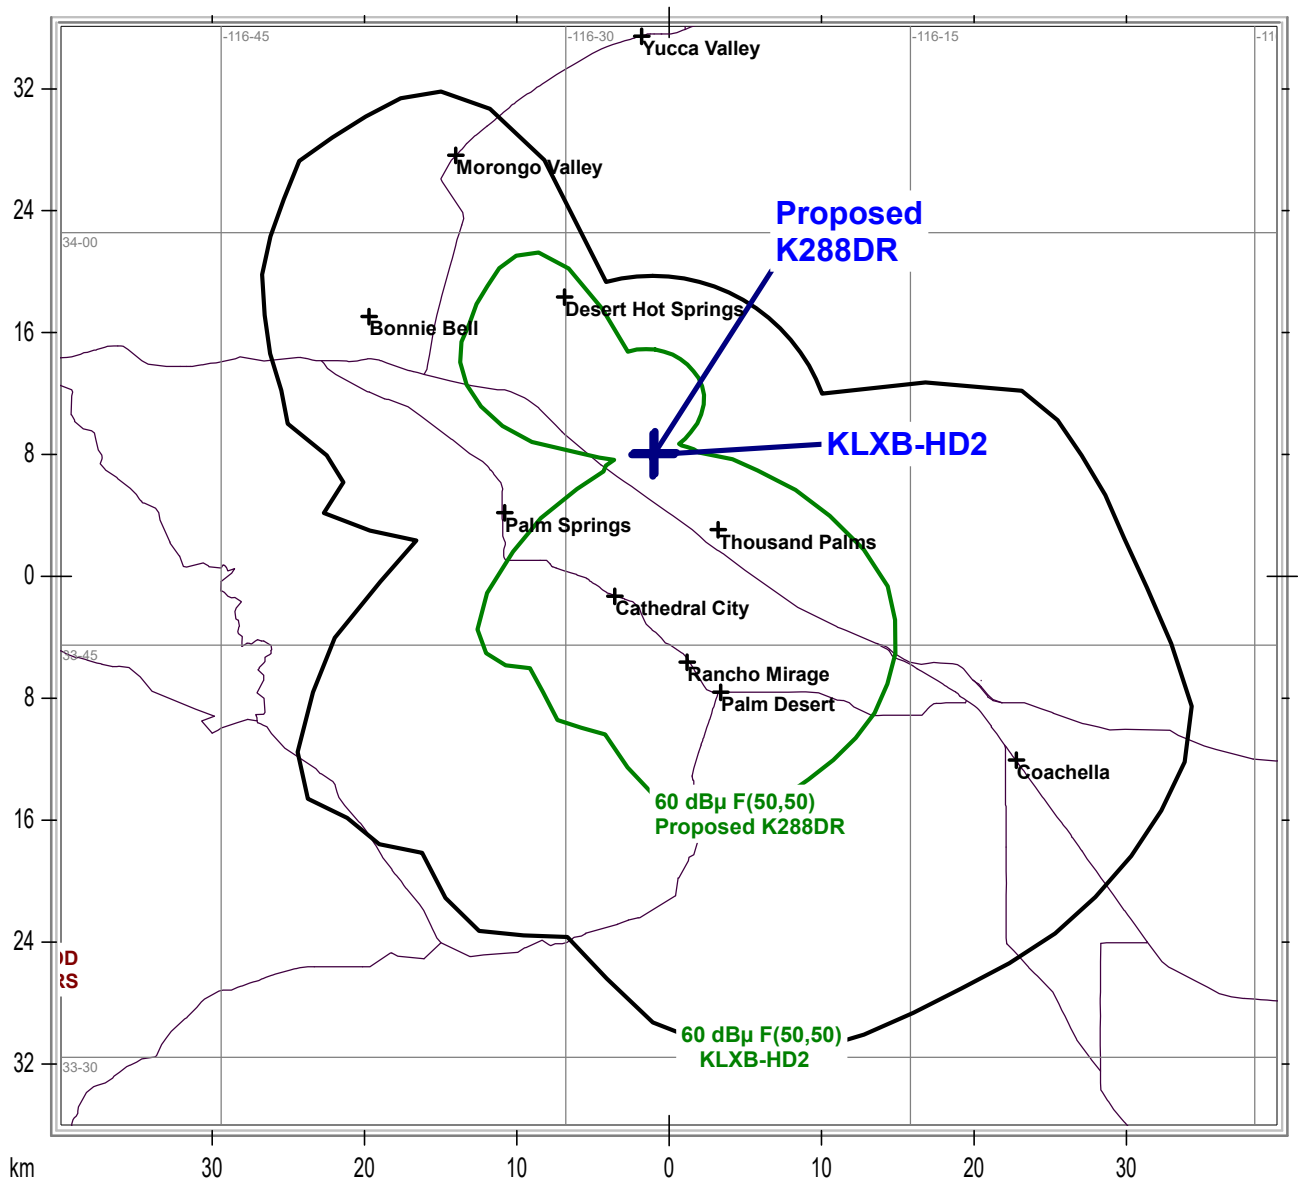 -116-45
-116-30
-116-15
Yucca Valley
32
Morongo Valley
24
Proposed
K288DR
34-00
Desert Hot Springs
16
Bonnie Bell
8
KLXB-HD2
Palm Springs
Thousand Palms
0
Cathedral City
33-45
Rancho Mirage
8
Palm Desert
Coachella
60 dBµ F(50,50)
Proposed K288DR
16
24
RS
60 dBµ F(50,50)
KLXB-HD2
32
33-30
km
30
20
10
0
10
20
30